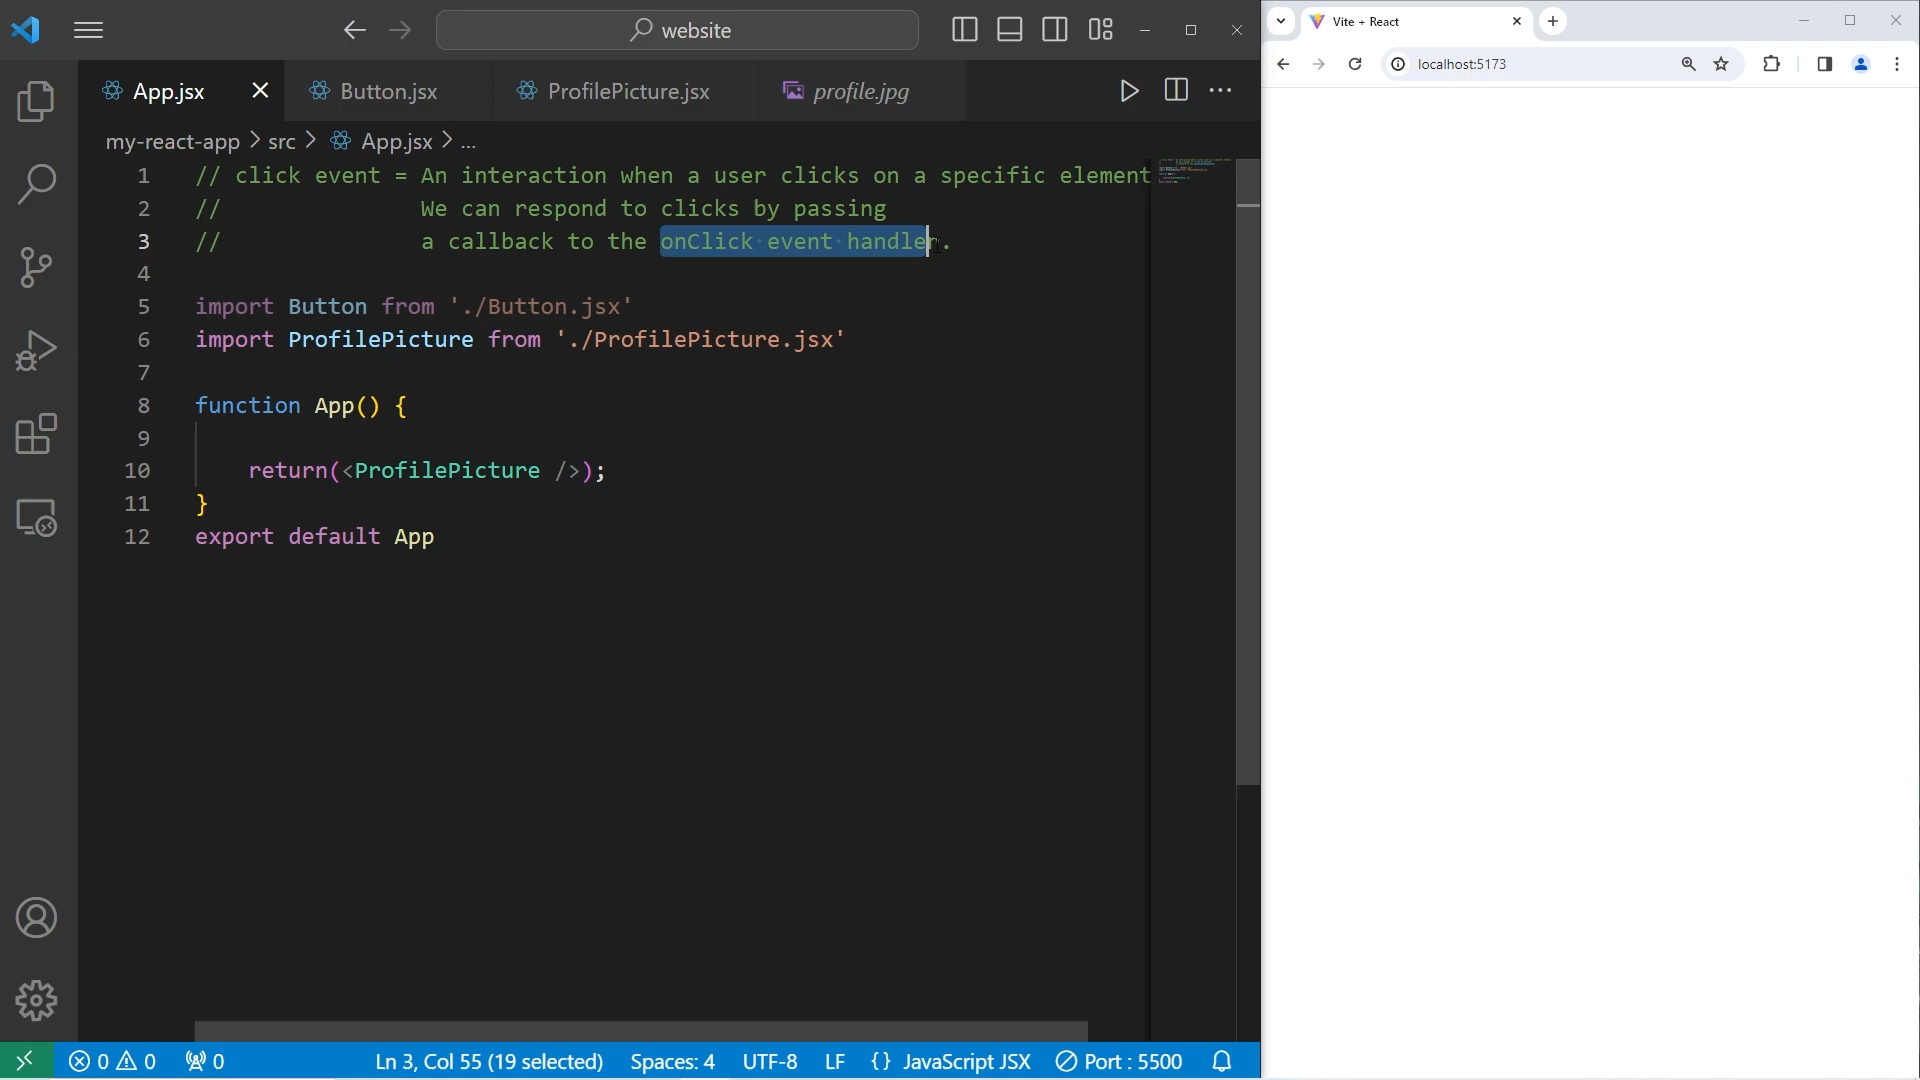 website
App.jsx
Button.jsx
ProfilePicture.jsx
profile.jpg
my-react-app > src > App.jsx > ...
1 // click event = An interaction when a user clicks on a specific element
2 // We can respond to clicks by passing
3 // a callback to the onClick event handler.
4
5 import Button from './Button.jsx'
6 import ProfilePicture from './ProfilePicture.jsx'
7
8 function App() {
9
10 return(<ProfilePicture />);
11 }
12 export default App
0 0 0
Ln 3, Col 55 (19 selected)
Spaces: 4
UTF-8
LF
{} JavaScript JSX
Port : 5500
Vite + React
localhost:5173